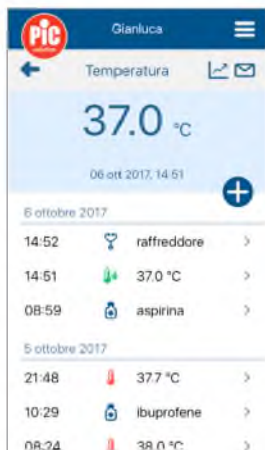 Gianluca
PiC
solution
Temperatura
37.0 °C
06 ott 2017, 14:51
6 ottobre 2017
14:52 raffreddore
14:51 37.0 °C
08:59 aspirina
5 ottobre 2017
21:48 37.7 °C
10:29 ibuprofene
08:24 38.0 °C